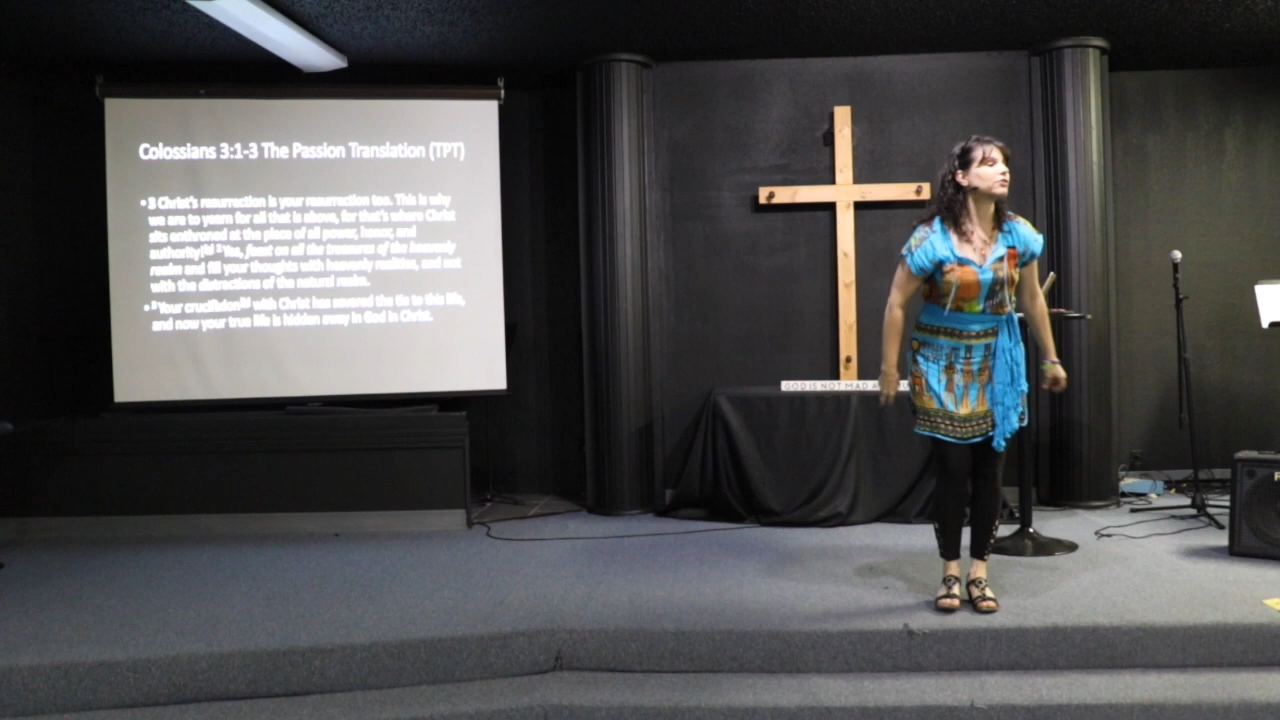 Colossians 3:1-3 The Passion Translation (TPT)
• 3 Christ's resurrection is your resurrection too. This is why
we are to yearn for all that is above, for that's where Christ
sits enthroned at the place of all power, honor, and
authority![a] 2 Yes, feast on all the treasures of the heavenly
realm and fill your thoughts with heavenly realities, and not
with the distractions of the natural realm.
• 3 Your crucifixion[b] with Christ has severed the tie to this life,
and now your true life is hidden away in God in Christ.
GOD IS NOT MAD A